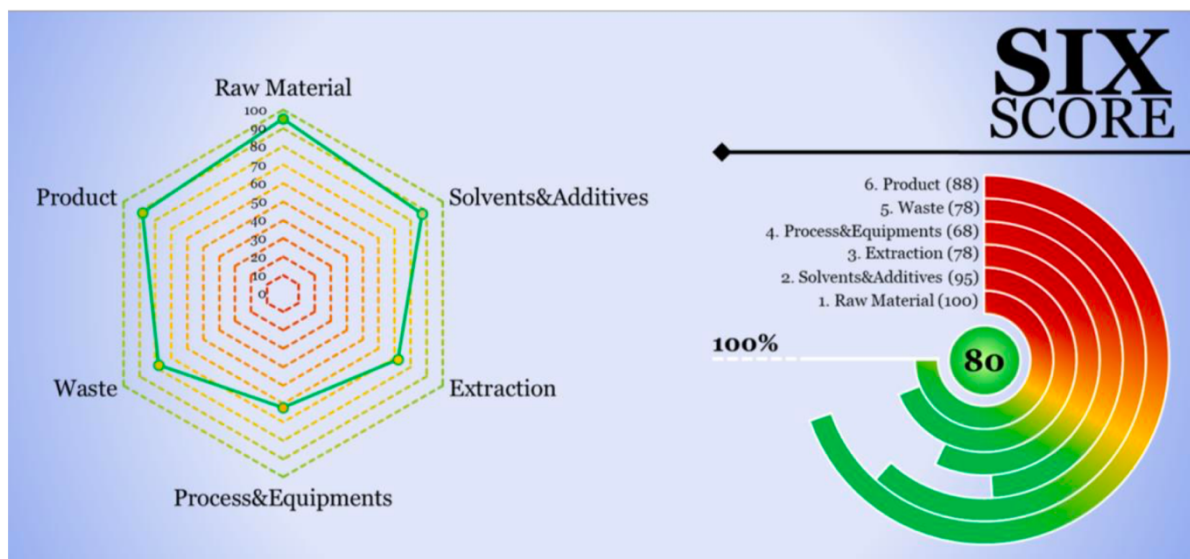 Raw Material
100
90
80
70
60
50
40
30
20
10
0
Product
Solvents&Additives
Waste
Extraction
Process&Equipments
SIX
SCORE
6. Product (88)
5. Waste (78)
4. Process&Equipments (68)
3. Extraction (78)
2. Solvents&Additives (95)
1. Raw Material (100)
100%
80